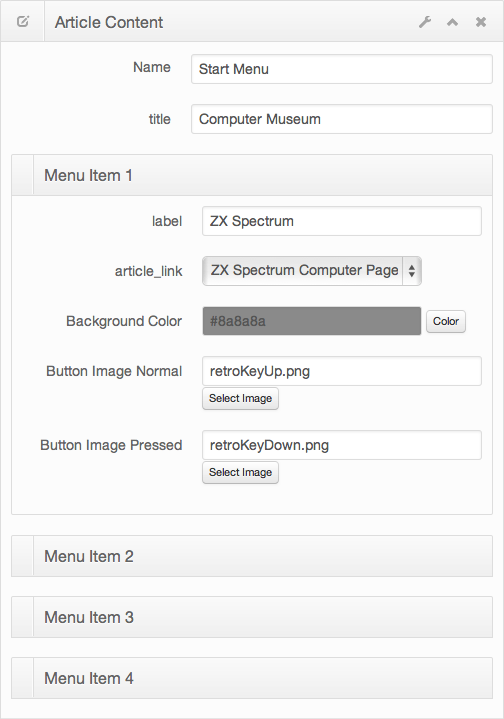 Article Content
Name Start Menu
title Computer Museum
Menu Item 1
label ZX Spectrum
article_link ZX Spectrum Computer Page
Background Color #8a8a8a Color
Button Image Normal retroKeyUp.png
Select Image
Button Image Pressed retroKeyDown.png
Select Image
Menu Item 2
Menu Item 3
Menu Item 4